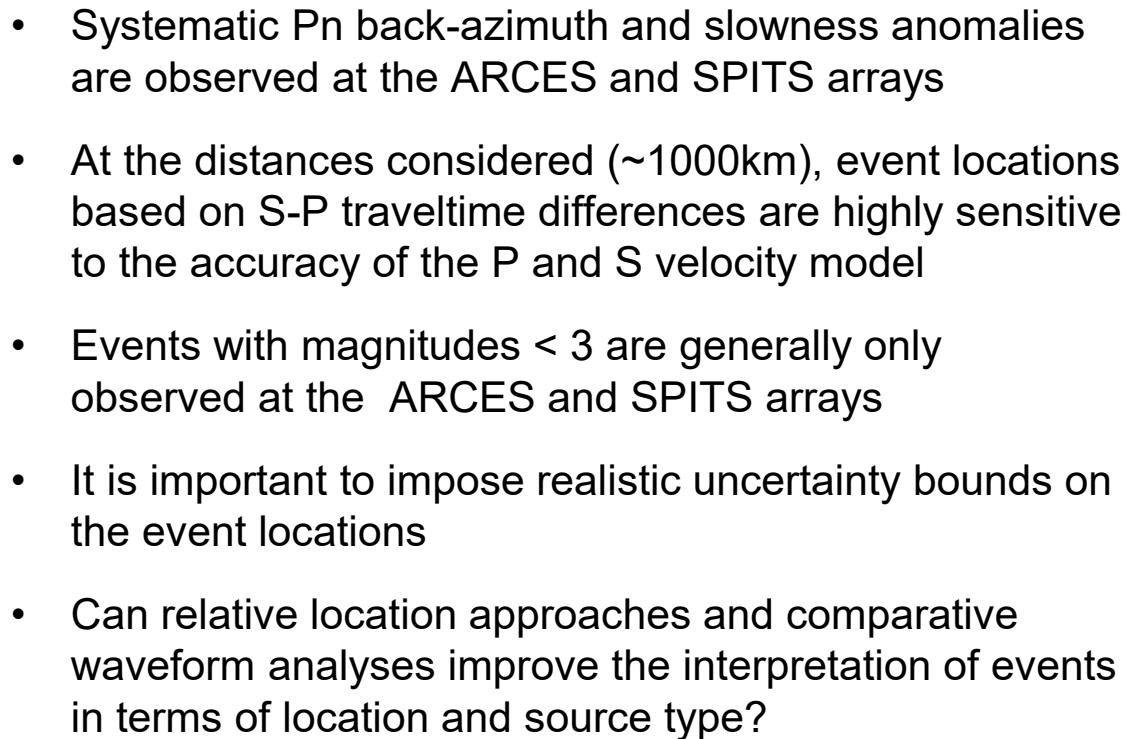 • Systematic Pn back-azimuth and slowness anomalies
are observed at the ARCES and SPITS arrays
• At the distances considered (~1000km), event locations
based on S-P traveltime differences are highly sensitive
to the accuracy of the P and S velocity model
• Events with magnitudes < 3 are generally only
observed at the  ARCES and SPITS arrays
• It is important to impose realistic uncertainty bounds on
the event locations
• Can relative location approaches and comparative
waveform analyses improve the interpretation of events
in terms of location and source type?